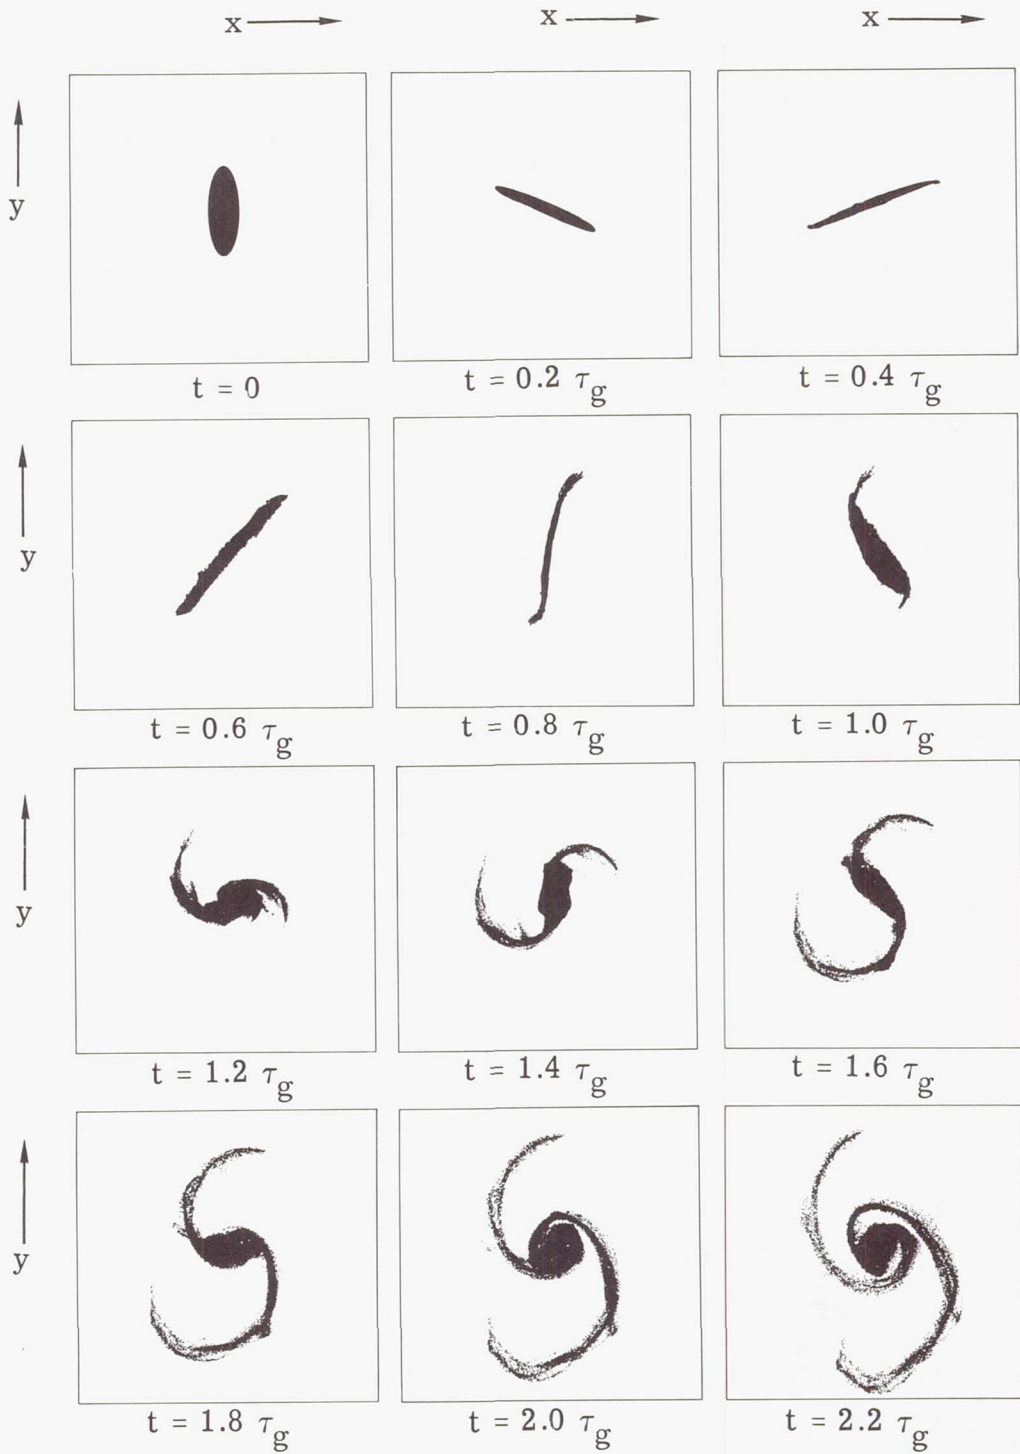 x x x
y
t = 0 t = 0.2 τg t = 0.4 τg
y
t = 0.6 τg t = 0.8 τg t = 1.0 τg
y
t = 1.2 τg t = 1.4 τg t = 1.6 τg
y
t = 1.8 τg t = 2.0 τg t = 2.2 τg